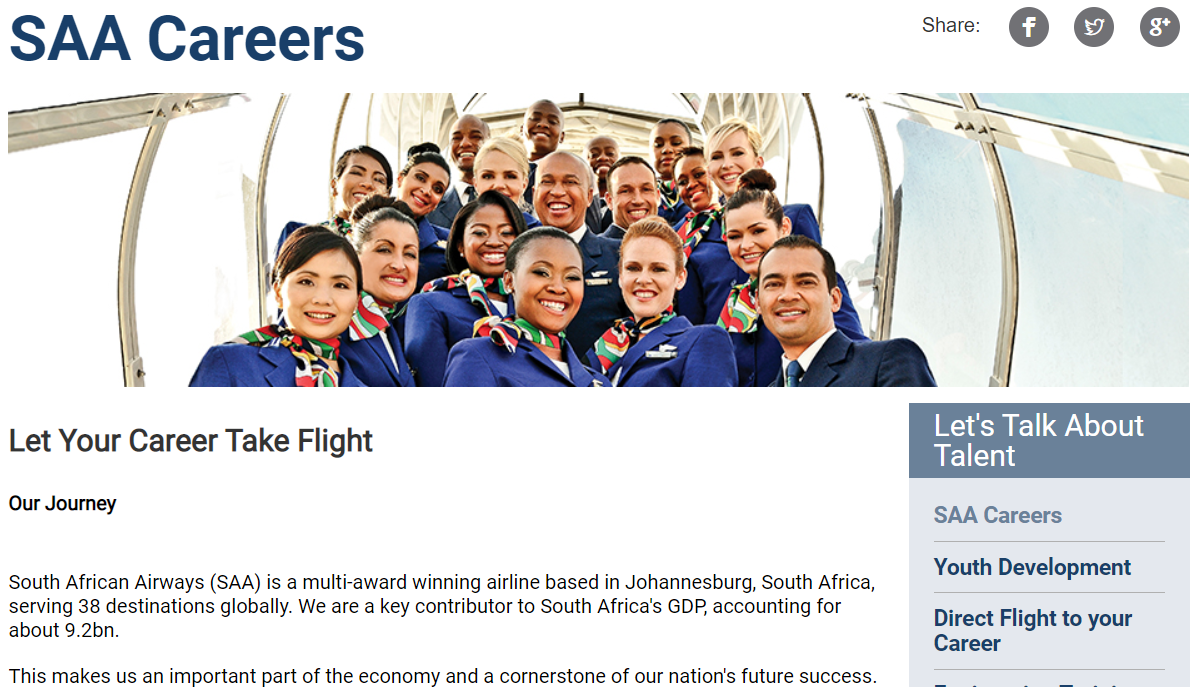 SAA Careers
Share:
Let Your Career Take Flight
Our Journey
South African Airways (SAA) is a multi-award winning airline based in Johannesburg, South Africa,
serving 38 destinations globally. We are a key contributor to South Africa's GDP, accounting for
about 9.2bn.
This makes us an important part of the economy and a cornerstone of our nation's future success.
Let's Talk About
Talent
SAA Careers
Youth Development
Direct Flight to your
Career